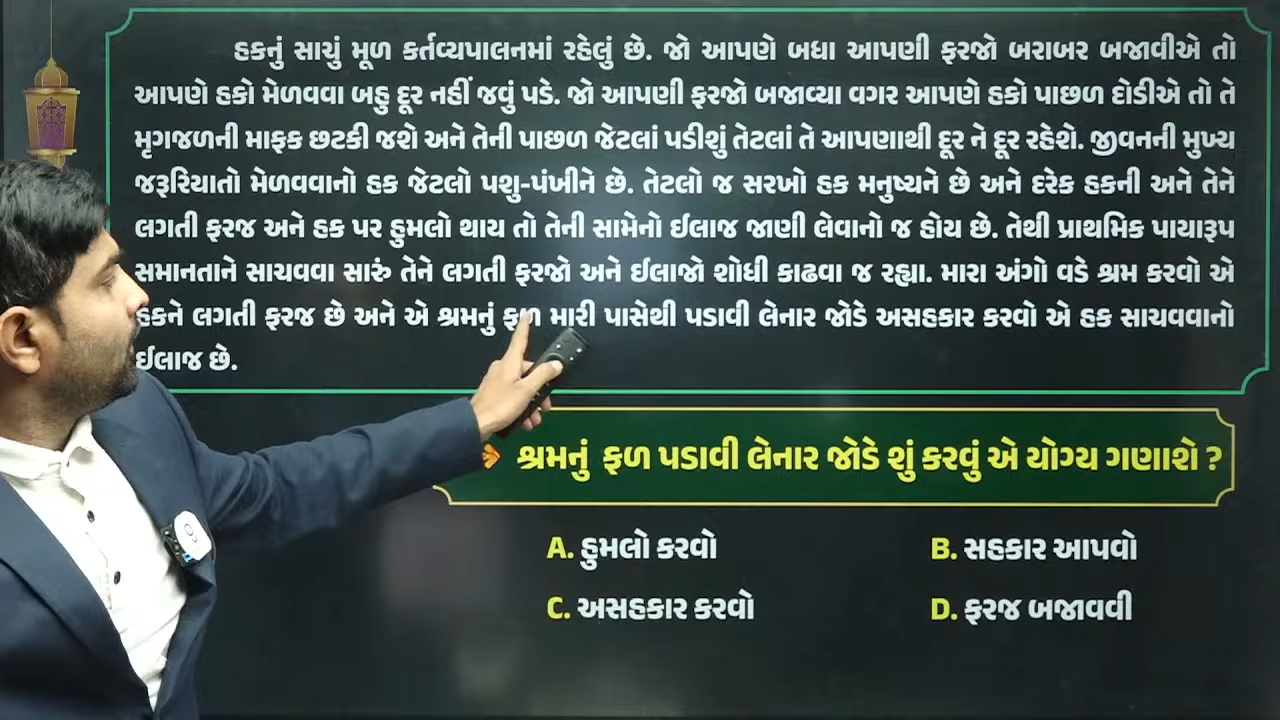 હકનું સાચું મૂળ કર્તવ્યપાલનમાં રહેલું છે. જો આપણે બધા આપણી ફરજો બરાબર બજાવીએ તો
આપણે હકો મેળવવા બહુ દૂર નહીં જવું પડે. જો આપણી ફરજો બજાવ્યા વગર આપણે હકો પાછળ દોડીએ તો તે
મૃગજળની માફક છટકી જશે અને તેની પાછળ જેટલાં પડીશું તેટલાં તે આપણાથી દૂર ને દૂર રહેશે. જીવનની મુખ્ય
જરૂરિયાતો મેળવવાનો હક જેટલો પશુ-પંખીને છે. તેટલો જ સરખો હક મનુષ્યને છે અને દરેક હકની અને તેને
લગતી ફરજ અને હક પર હુમલો થાય તો તેની સામેનો ઈલાજ જાણી લેવાનો જ હોય છે. તેથી પ્રાથમિક પાયારૂપ
સમાનતાને સાચવવા સારું તેને લગતી ફરજો અને ઈલાજો શોધી કાઢવા જ રહ્યા. મારા અંગો વડે શ્રમ કરવો એ
હકને લગતી ફરજ છે અને એ શ્રમનું ફળ મારી પાસેથી પડાવી લેનાર જોડે અસહકાર કરવો એ હક સાચવવાનો
ઈલાજ છે.
શ્રમનું ફળ પડાવી લેનાર જોડે શું કરવું એ યોગ્ય ગણાશે ?
A. હુમલો કરવો
B. સહકાર આપવો
C. અસહકાર કરવો
D. ફરજ બજાવવી